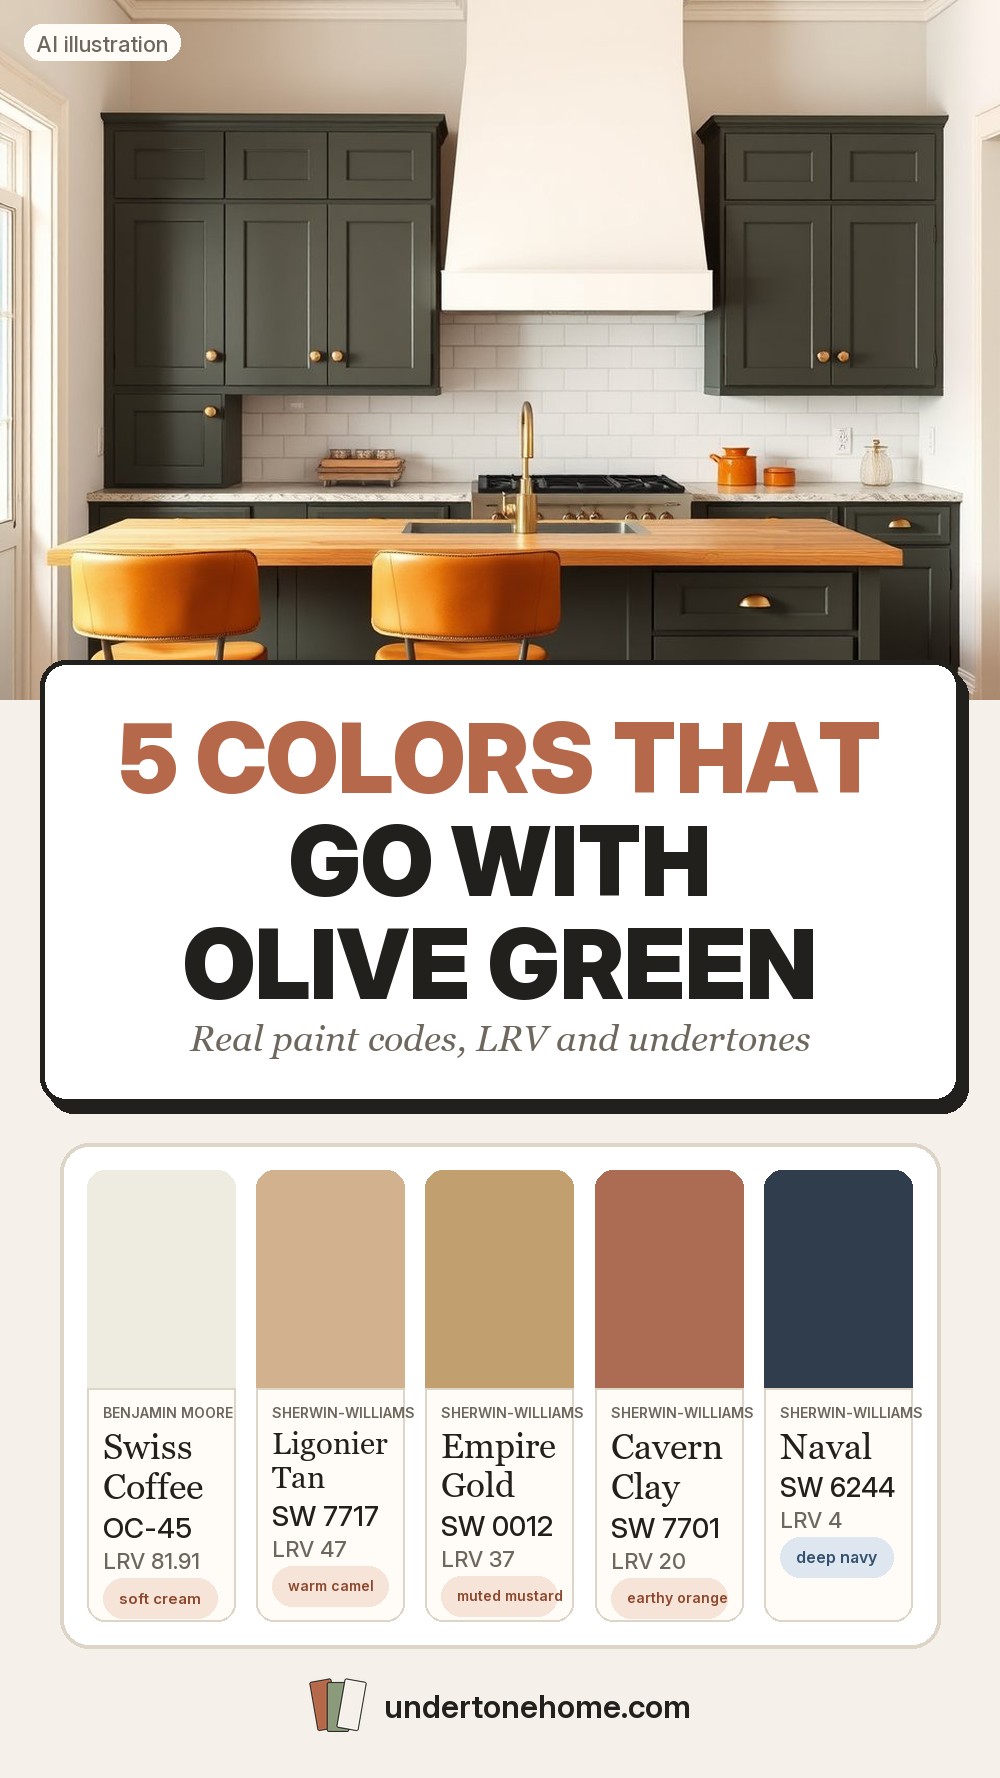 AI illustration
5 COLORS THAT
GO WITH
OLIVE GREEN
Real paint codes, LRV and undertones
BENJAMIN MOORE
Swiss
Coffee
OC-45
LRV 81.91
soft cream
SHERWIN-WILLIAMS
Ligonier
Tan
SW 7717
LRV 47
warm camel
SHERWIN-WILLIAMS
Empire
Gold
SW 0012
LRV 37
muted mustard
SHERWIN-WILLIAMS
Cavern
Clay
SW 7701
LRV 20
earthy orange
SHERWIN-WILLIAMS
Naval
SW 6244
LRV 4
deep navy
undertonehome.com